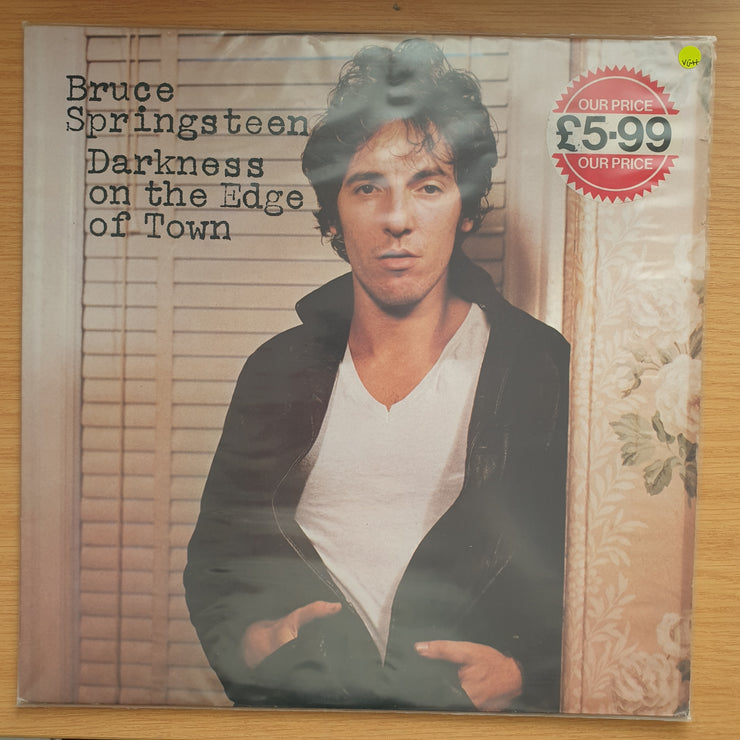 Bruce
Springsteen
Darkness
on the Edge
of Town
OUR PRICE
£5·99
OUR PRICE
VG+